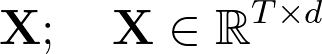 X; X ∈ ℝ^{T×d}